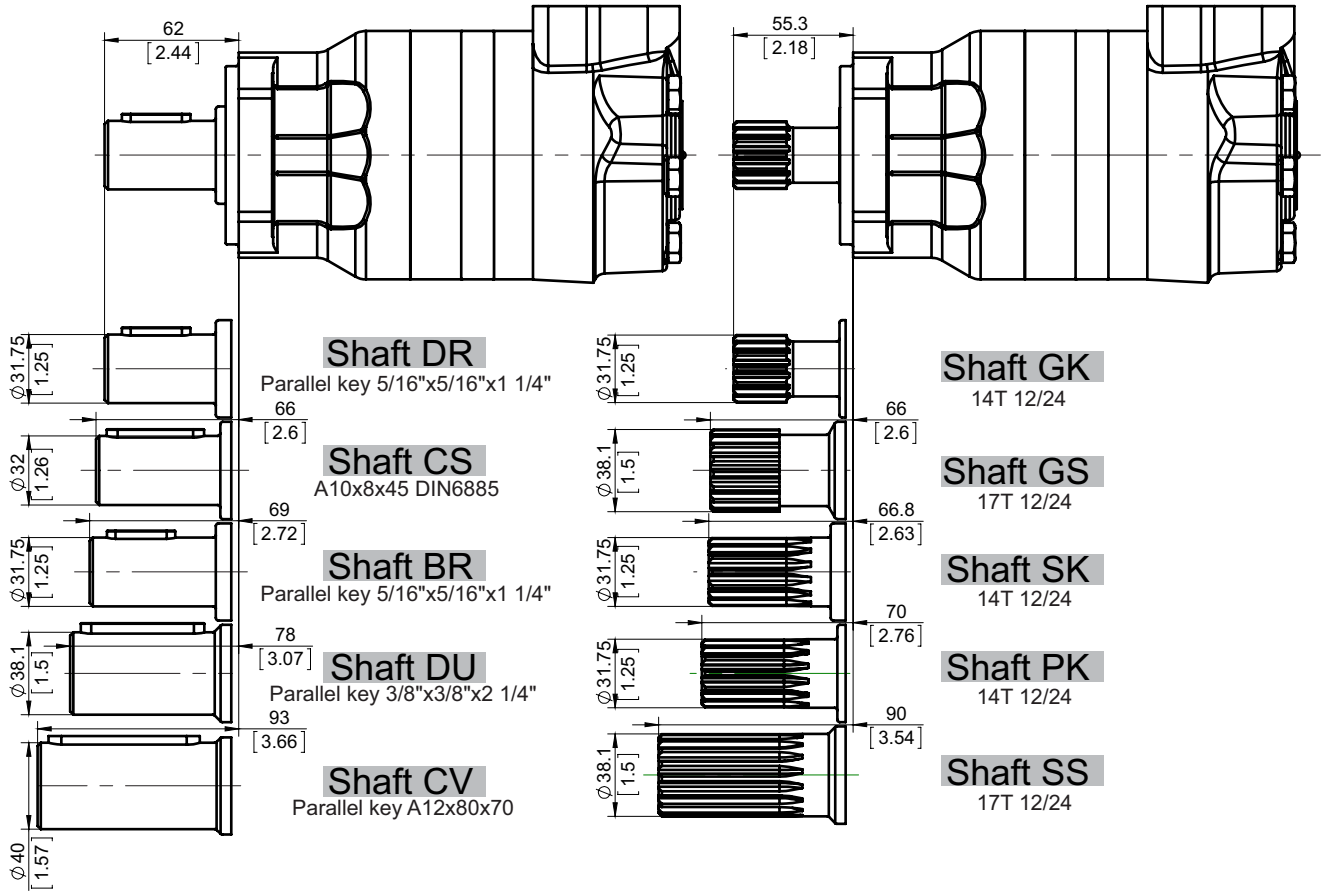 62
[2.44]
55.3
[2.18]
Ø31.75
[1.25]
Shaft DR
Parallel key 5/16"x5/16"x1 1/4"
66
[2.6]
Ø32
[1.26]
Shaft CS
A10x8x45 DIN6885
69
[2.72]
Ø31.75
[1.25]
Shaft BR
Parallel key 5/16"x5/16"x1 1/4"
78
[3.07]
Ø38.1
[1.5]
Shaft DU
Parallel key 3/8"x3/8"x2 1/4"
93
[3.66]
Shaft CV
Parallel key A12x80x70
Ø40
[1.57]
Ø31.75
[1.25]
Shaft GK
14T 12/24
66
[2.6]
Ø38.1
[1.5]
Shaft GS
17T 12/24
66.8
[2.63]
Ø31.75
[1.25]
Shaft SK
14T 12/24
70
[2.76]
Ø31.75
[1.25]
Shaft PK
14T 12/24
90
[3.54]
Ø38.1
[1.5]
Shaft SS
17T 12/24